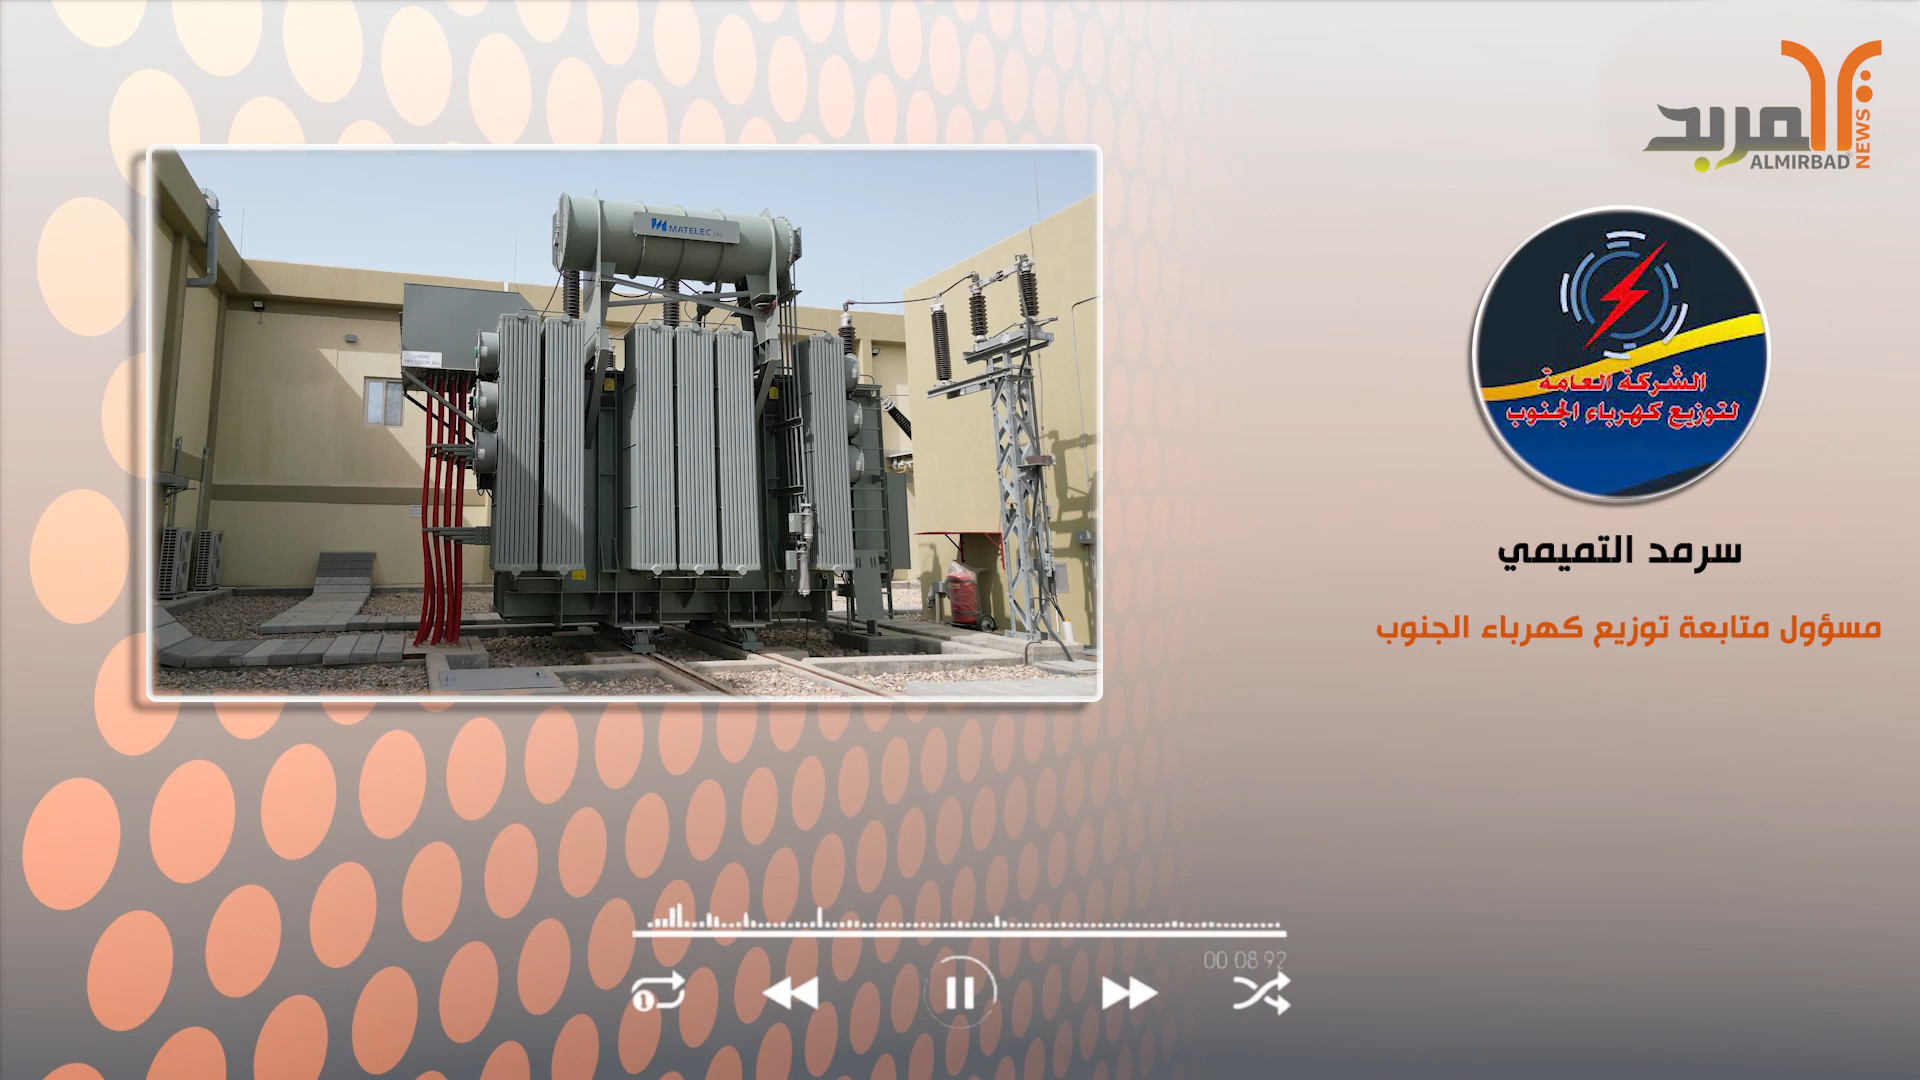 المربد
ALMIRBAD
NEWS
MATELEC
الشركة العامة
لتوزيع كهرباء الجنوب
سرمد التميمي
مسؤول متابعة توزيع كهرباء الجنوب
00 08 92
1